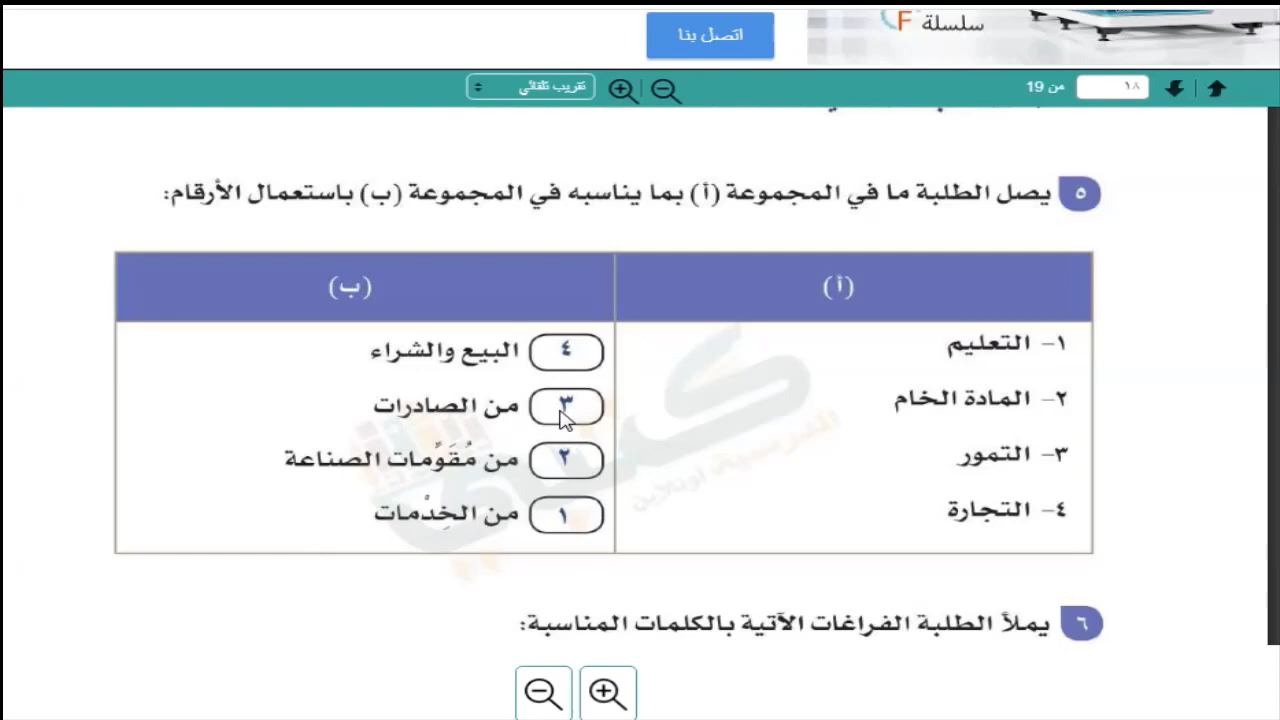 سلسلة F
اتصل بنا
١٨ من 19 تقريب تلقائي
٥ يصل الطلبة ما في المجموعة (أ) بما يناسبه في المجموعة (ب) باستعمال الأرقام:
(أ) (ب)
١- التعليم ٤ البيع والشراء
٢- المادة الخام ٣ من الصادرات
٣- التمور ٢ من مُقَوِّمات الصناعة
٤- التجارة ١ من الخِدْمات
٦ يملأ الطلبة الفراغات الآتية بالكلمات المناسبة: